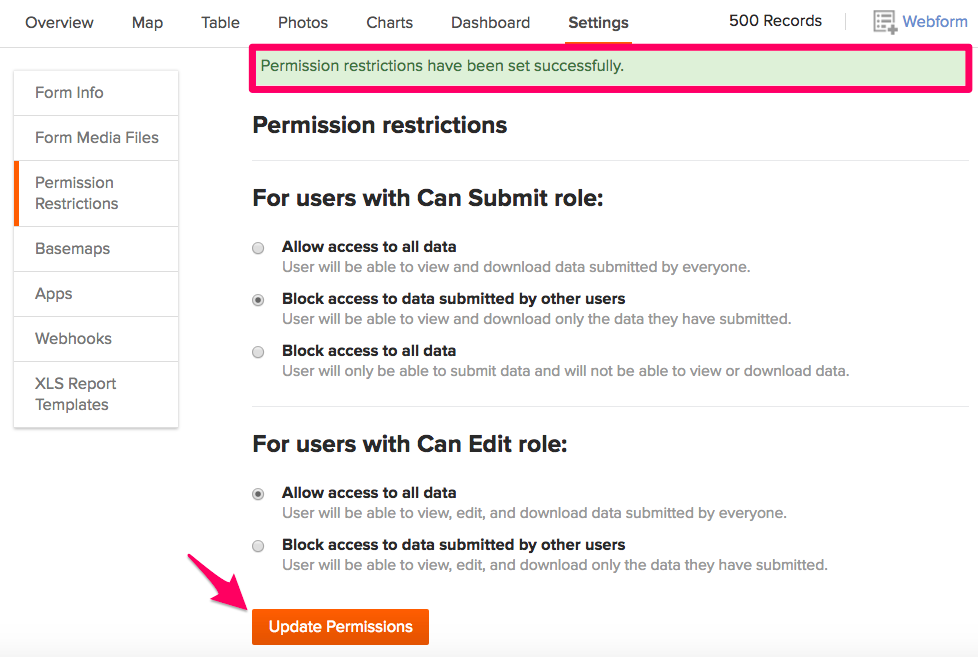 Overview Map Table Photos Charts Dashboard Settings 500 Records Webform
Permission restrictions have been set successfully.
Form Info
Form Media Files
Permission
Restrictions
Basemaps
Apps
Webhooks
XLS Report
Templates
Permission restrictions
For users with Can Submit role:
Allow access to all data
User will be able to view and download data submitted by everyone.
Block access to data submitted by other users
User will be able to view and download only the data they have submitted.
Block access to all data
User will only be able to submit data and will not be able to view or download data.
For users with Can Edit role:
Allow access to all data
User will be able to view, edit, and download data submitted by everyone.
Block access to data submitted by other users
User will be able to view, edit, and download only the data they have submitted.
Update Permissions